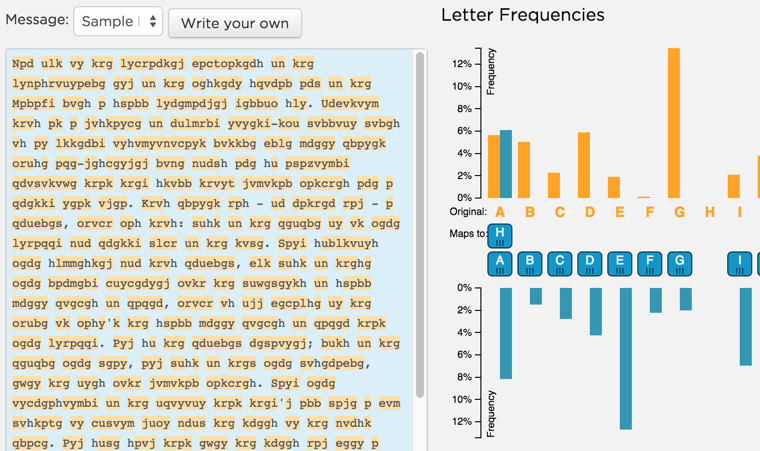 Message:
Sample
Write your own
Npd ulk vy krg lycrpdkgj epctopkgdh un krg
lynphrvuypebg gyj un krg oghkgdy hqvdpb pds un krg
Mpbpfi bvgh p hspbb lydgmpdjgj igbbuo hly. Udevkvym
krvh pk p jvhkpycg un dulmrbi yvygki-kou svbbvuy svbgh
vh py lkkgdbi vyhvmyvnvcpyk bvkkbg eblg mdggy qbpygk
oruhg pqg-jghcgyjgj bvng nudsh pdg hu pspzvymbi
qdvsvkvwg krpk krgi hkvbb krvyt jvmvkpb opkcrgh pdg p
qdgkki ygpk vjgp. Krvh qbpygk rph - ud dpkrgd rpj - p
qduebgs, orvcr oph krvh: suhk un krg qguqbg uy vk ogdg
lyrpqqi nud qdgkki slcr un krg kvsg. Spyi hublkvuyh
ogdg hlmmghkgj nud krvh qduebgs, elk suhk un krghg
ogdg bpdmgbi cuycgdygj ovkr krg suwgsgykh un hspbb
mdggy qvgcgh un qpqgd, orvcr vh ujj egcplhg uy krg
orubg vk ophy'k krg hspbb mdggy qvgcgh un qpqgd krpk
ogdg lyrpqqi. Pyj hu krg qduebgs dgspvygj; bukh un krg
qguqbg ogdg sgpy, pyj suhk un krgs ogdg svhgdpebg,
gwgy krg uygh ovkr jvmvkpb opkcrgh. Spyi ogdg
vycdgphvymbi un krg uqvyvuy krpk krgi'j pbb spjg p evm
svhkptg vy cusvym juoy ndus krg kdggh vy krg nvdhk
qbpcg. Pyj husg hpvj krpk gwgy krg kdggh rpj eggy p
Letter Frequencies
Frequency
12%
10%
8%
6%
4%
2%
0%
Original: A B C D E F G H I
Maps to: H
A B C D E F G I
0%
2%
4%
6%
8%
10%
12%
Frequency